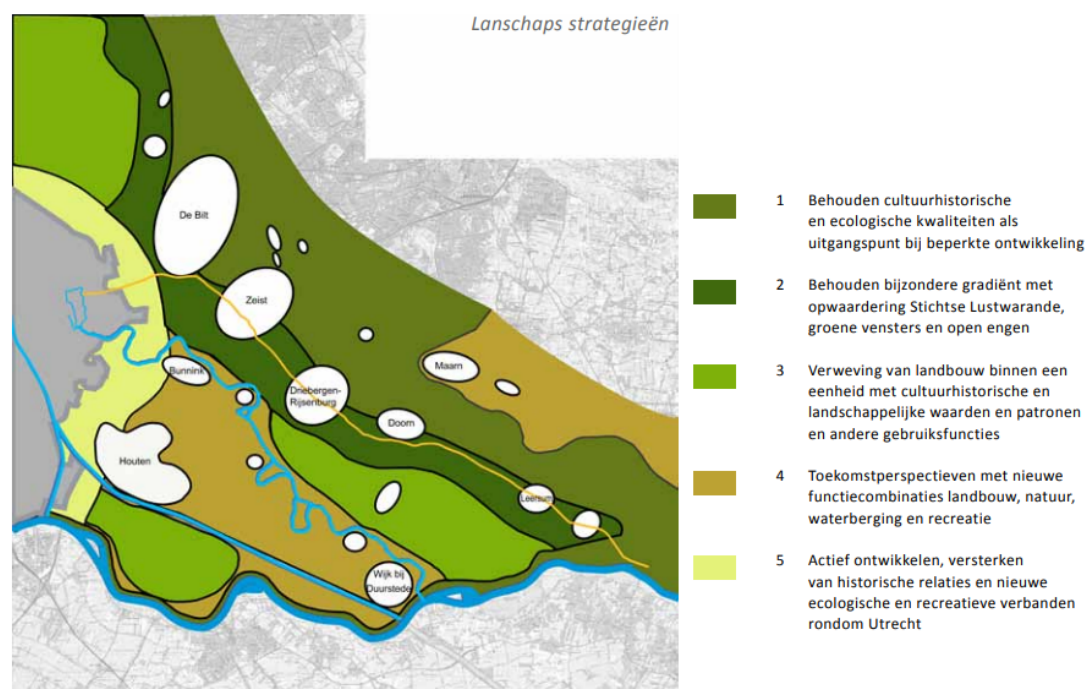 Lanschaps strategieën
De Bilt
Zeist
Bunnink
Driebergen-
Rijsenburg
Maarn
Doorn
Houten
Leersum
Wijk bij
Duurstede
1 Behouden cultuurhistorische
en ecologische kwaliteiten als
uitgangspunt bij beperkte ontwikkeling
2 Behouden bijzondere gradiënt met
opwaardering Stichtse Lustwarande,
groene vensters en open engen
3 Verweving van landbouw binnen een
eenheid met cultuurhistorische en
landschappelijke waarden en patronen
en andere gebruiksfuncties
4 Toekomstperspectieven met nieuwe
functiecombinaties landbouw, natuur,
waterberging en recreatie
5 Actief ontwikkelen, versterken
van historische relaties en nieuwe
ecologische en recreatieve verbanden
rondom Utrecht